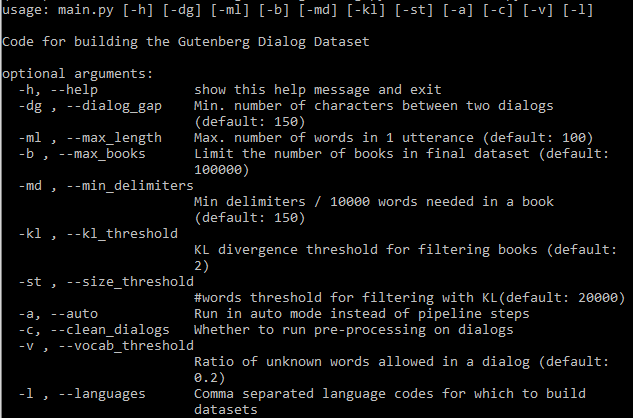 usage: main.py [-h] [-dg] [-ml] [-b] [-md] [-kl] [-st] [-a] [-c] [-v] [-l]
Code for building the Gutenberg Dialog Dataset
optional arguments:
-h, --help show this help message and exit
-dg , --dialog_gap Min. number of characters between two dialogs
(default: 150)
-ml , --max_length Max. number of words in 1 utterance (default: 100)
-b , --max_books Limit the number of books in final dataset (default:
100000)
-md , --min_delimiters
Min delimiters / 10000 words needed in a book
(default: 150)
-kl , --kl_threshold
KL divergence threshold for filtering books (default:
2)
-st , --size_threshold
#words threshold for filtering with KL(default: 20000)
-a, --auto Run in auto mode instead of pipeline steps
-c, --clean_dialogs Whether to run pre-processing on dialogs
-v , --vocab_threshold
Ratio of unknown words allowed in a dialog (default:
0.2)
-l , --languages Comma separated language codes for which to build
datasets